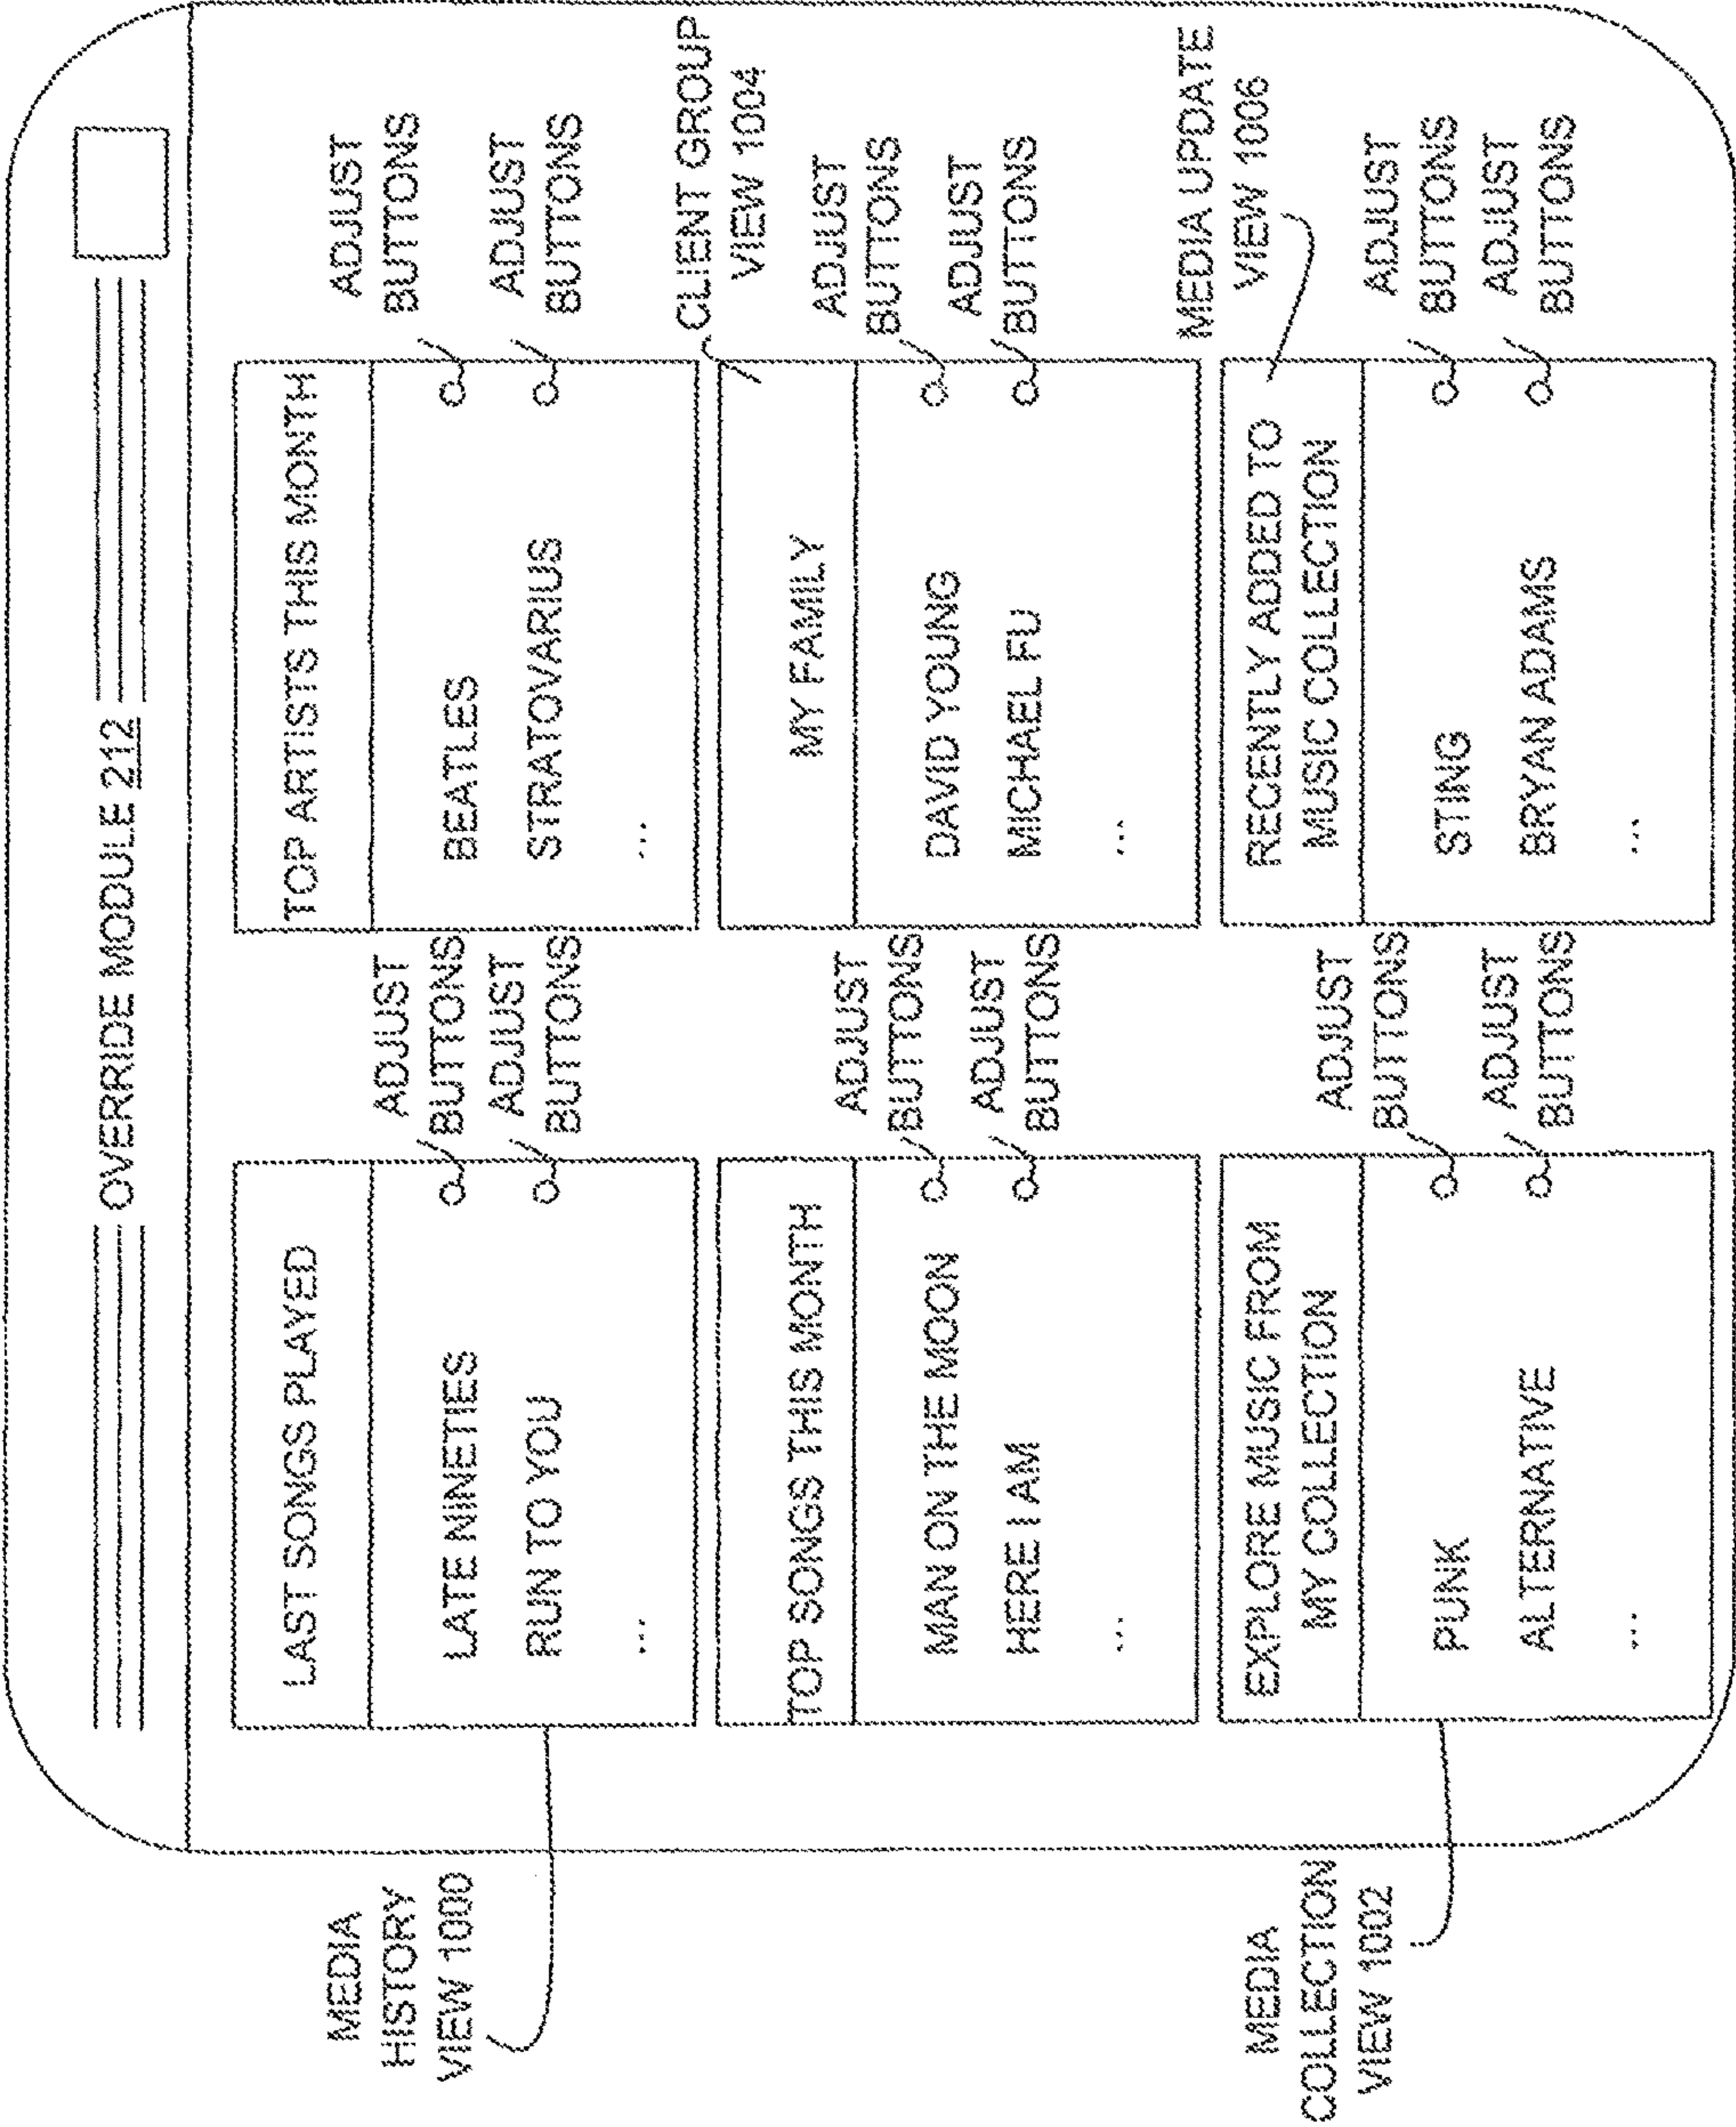 OVERRIDE MODULE 212
MEDIA
HISTORY
VIEW 1000
LAST SONGS PLAYED
LATE NINETIES
RUN TO YOU
...
ADJUST
BUTTONS
ADJUST
BUTTONS
TOP ARTISTS THIS MONTH
BEATLES
STRATOVARIUS
...
ADJUST
BUTTONS
ADJUST
BUTTONS
TOP SONGS THIS MONTH
MAN ON THE MOON
HERE I AM
...
ADJUST
BUTTONS
ADJUST
BUTTONS
CLIENT GROUP
VIEW 1004
MY FAMILY
DAVID YOUNG
MICHAEL FU
...
ADJUST
BUTTONS
ADJUST
BUTTONS
MEDIA
COLLECTION
VIEW 1002
EXPLORE MUSIC FROM
MY COLLECTION
PUNK
ALTERNATIVE
...
ADJUST
BUTTONS
ADJUST
BUTTONS
MEDIA UPDATE
VIEW 1006
RECENTLY ADDED TO
MUSIC COLLECTION
STING
BRYAN ADAMS
...
ADJUST
BUTTONS
ADJUST
BUTTONS